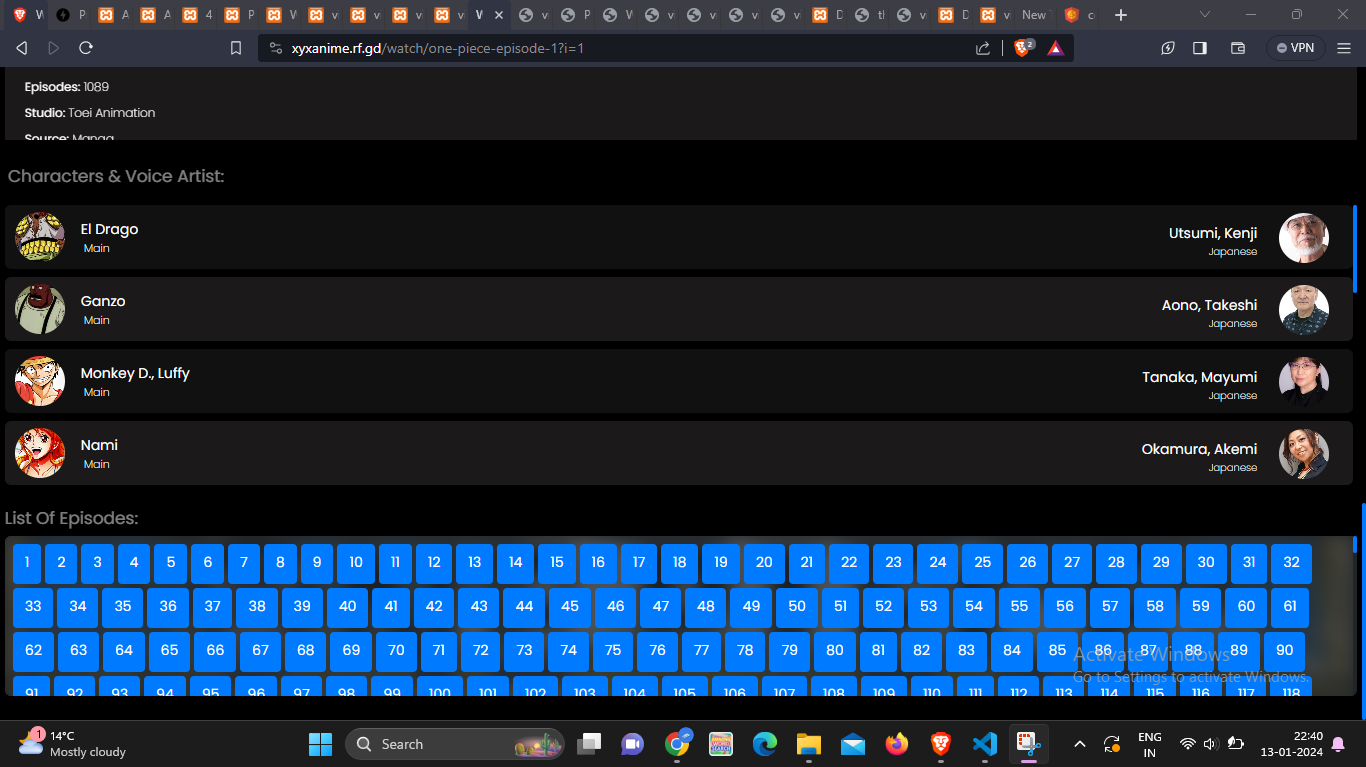 W
P
A
A
4
P
W
v
v
v
v
W
v
P
W
v
v
v
v
D
tl
v
D
v
New
c
xyxanime.rf.gd/watch/one-piece-episode-1?i=1
2
VPN
Episodes: 1089
Studio: Toei Animation
Source: Manga
Characters & Voice Artist:
El Drago
Main
Utsumi, Kenji
Japanese
Ganzo
Main
Aono, Takeshi
Japanese
Monkey D., Luffy
Main
Tanaka, Mayumi
Japanese
Nami
Main
Okamura, Akemi
Japanese
List Of Episodes:
1 2 3 4 5 6 7 8 9 10 11 12 13 14 15 16 17 18 19 20 21 22 23 24 25 26 27 28 29 30 31 32
33 34 35 36 37 38 39 40 41 42 43 44 45 46 47 48 49 50 51 52 53 54 55 56 57 58 59 60 61
62 63 64 65 66 67 68 69 70 71 72 73 74 75 76 77 78 79 80 81 82 83 84 85 86 87 88 89 90
91 92 93 94 95 96 97 98 99 100 101 102 103 104 105 106 107 108 109 110 111 112 113 114 115 116 117 118
Activate Windows
Go to Settings to activate Windows.
1
14°C
Mostly cloudy
Search
ENG
IN
22:40
13-01-2024